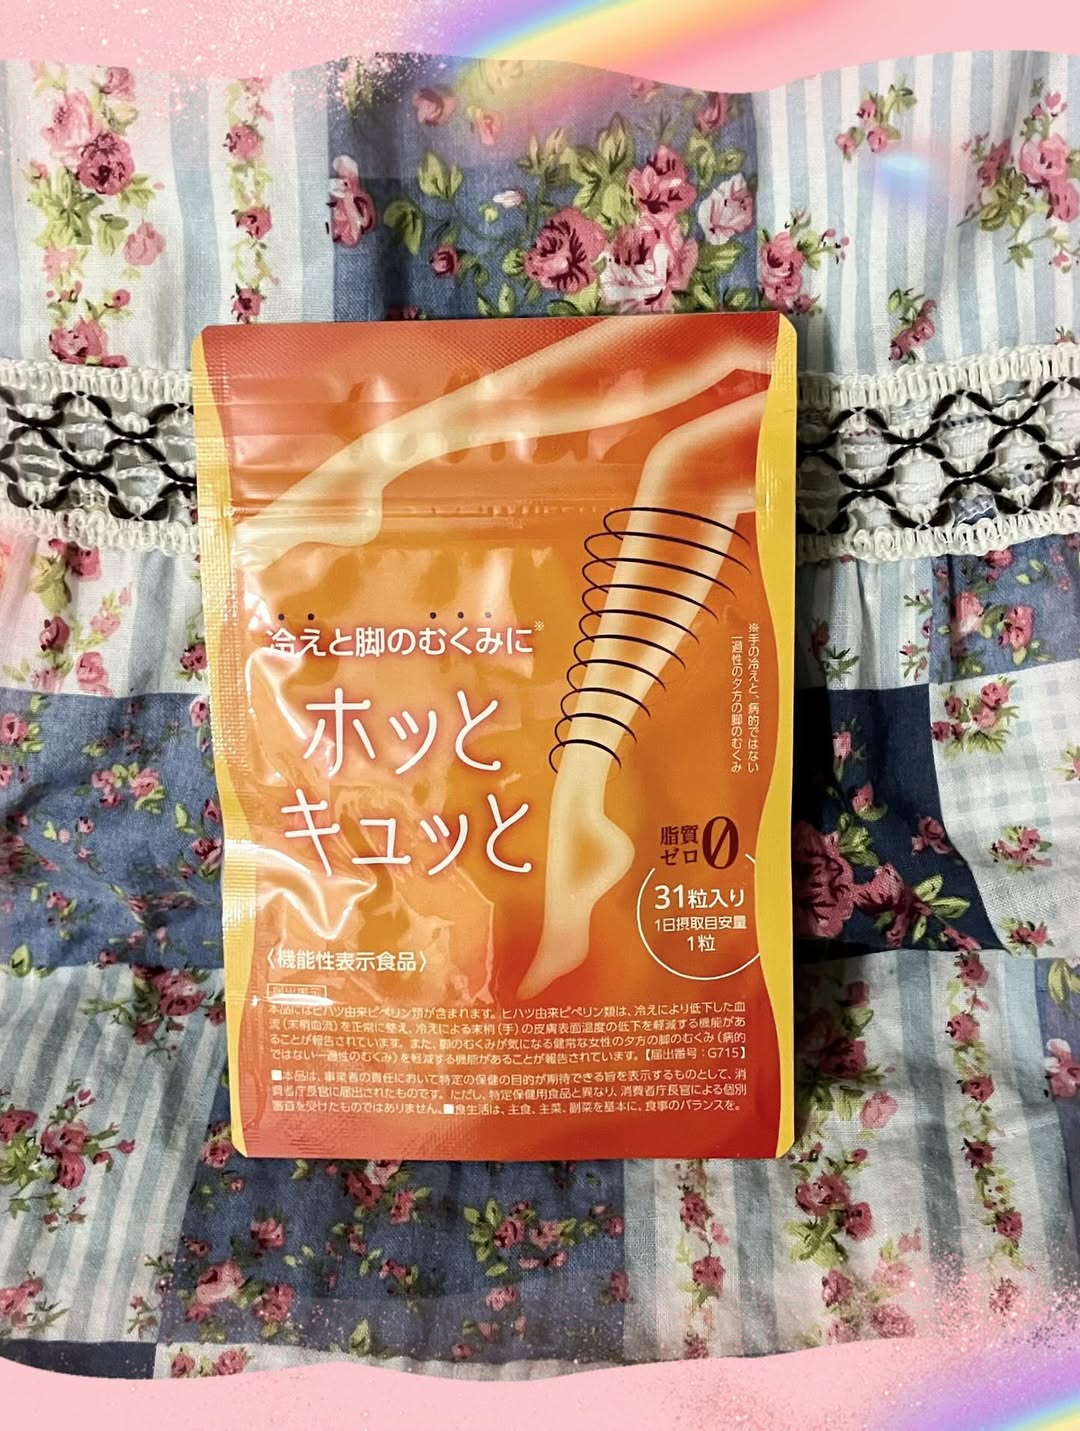 冷えと脚のむくみに※
ホッと
キュッと
※手の冷えと、病的ではない
一過性の夕方の脚のむくみ
脂質
ゼロ0
31粒入り
1日摂取目安量
1粒
〈機能性表示食品〉
届出表示
本品にはヒハツ由来ピペリン類が含まれます。ヒハツ由来ピペリン類は、冷えにより低下した血
流（末梢血流）を正常に整え、冷えによる末梢（手）の皮膚表面温度の低下を軽減する機能があ
ることが報告されています。また、脚のむくみが気になる健常な女性の夕方の脚のむくみ（病的
ではない一過性のむくみ）を軽減する機能があることが報告されています。【届出番号：G715】
■本品は、事業者の責任において特定の保健の目的が期待できる旨を表示するものとして、消
費者庁長官に届出されたものです。ただし、特定保健用食品と異なり、消費者庁長官による個別
審査を受けたものではありません。■食生活は、主食、主菜、副菜を基本に、食事のバランスを。